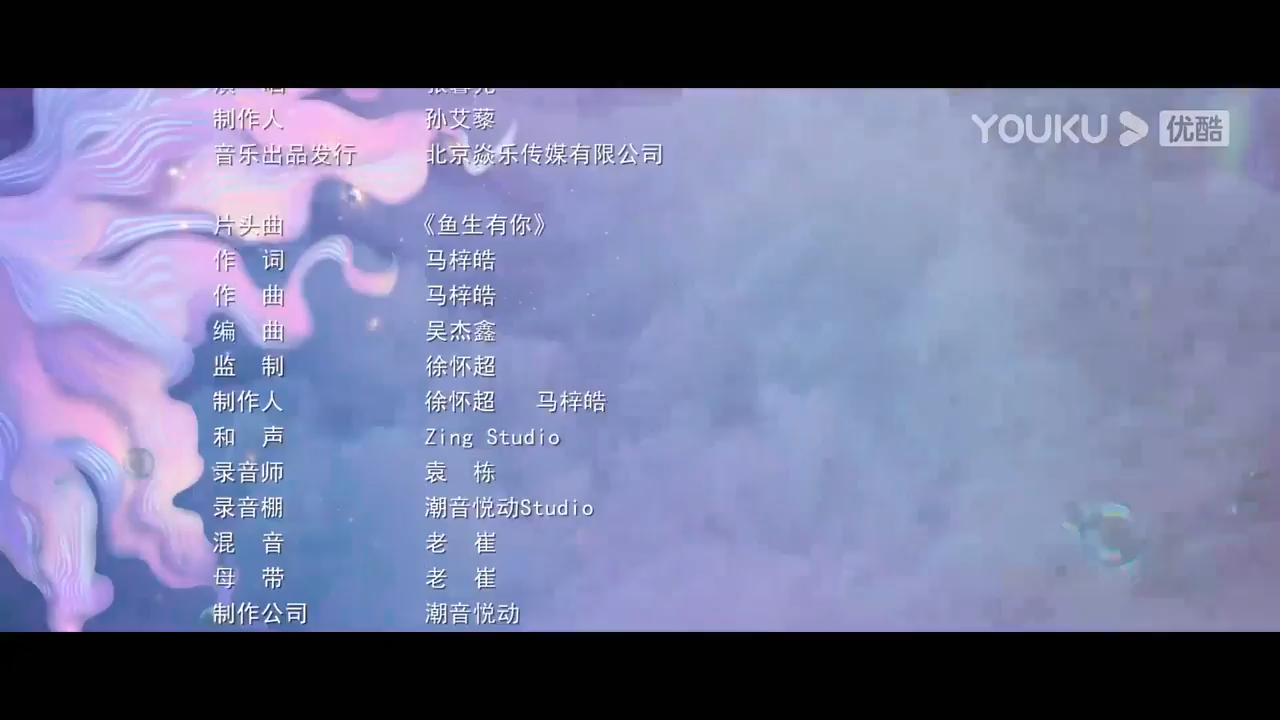 YOUKU 优酷
制作人 孙艾藜
音乐出品发行 北京焱乐传媒有限公司
片头曲 《鱼生有你》
作 词 马梓皓
作 曲 马梓皓
编 曲 吴杰鑫
监 制 徐怀超
制作人 徐怀超 马梓皓
和 声 Zing Studio
录音师 袁 栋
录音棚 潮音悦动Studio
混 音 老 崔
母 带 老 崔
制作公司 潮音悦动